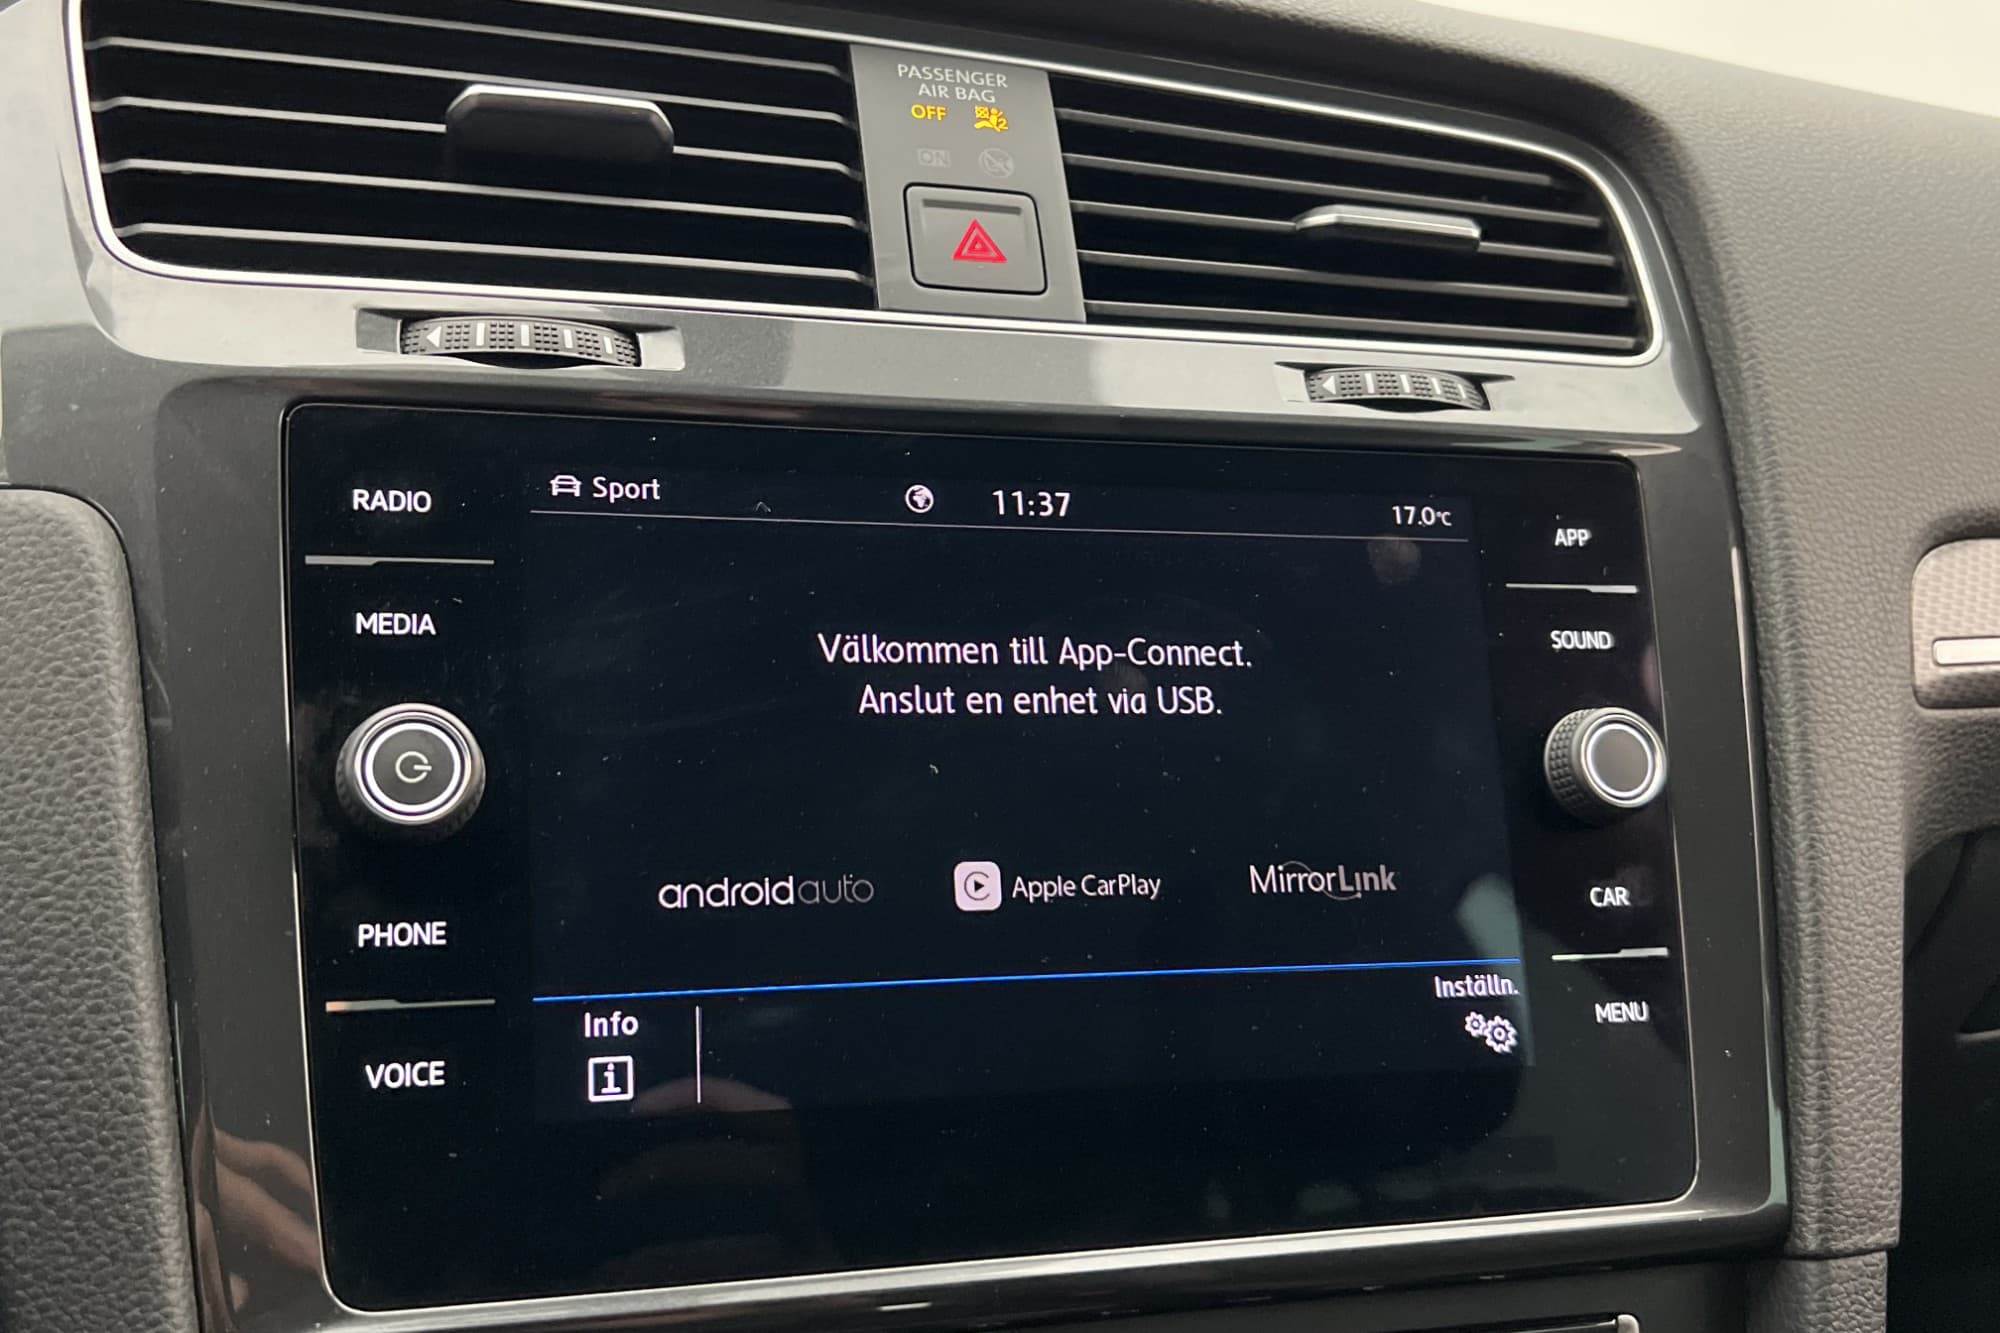 PASSENGER
AIR BAG
OFF
ON
RADIO
MEDIA
PHONE
VOICE
Sport
11:37
17.0°C
Välkommen till App-Connect.
Anslut en enhet via USB.
androidauto
Apple CarPlay
MirrorLink
Info
i
Inställn.
APP
SOUND
CAR
MENU